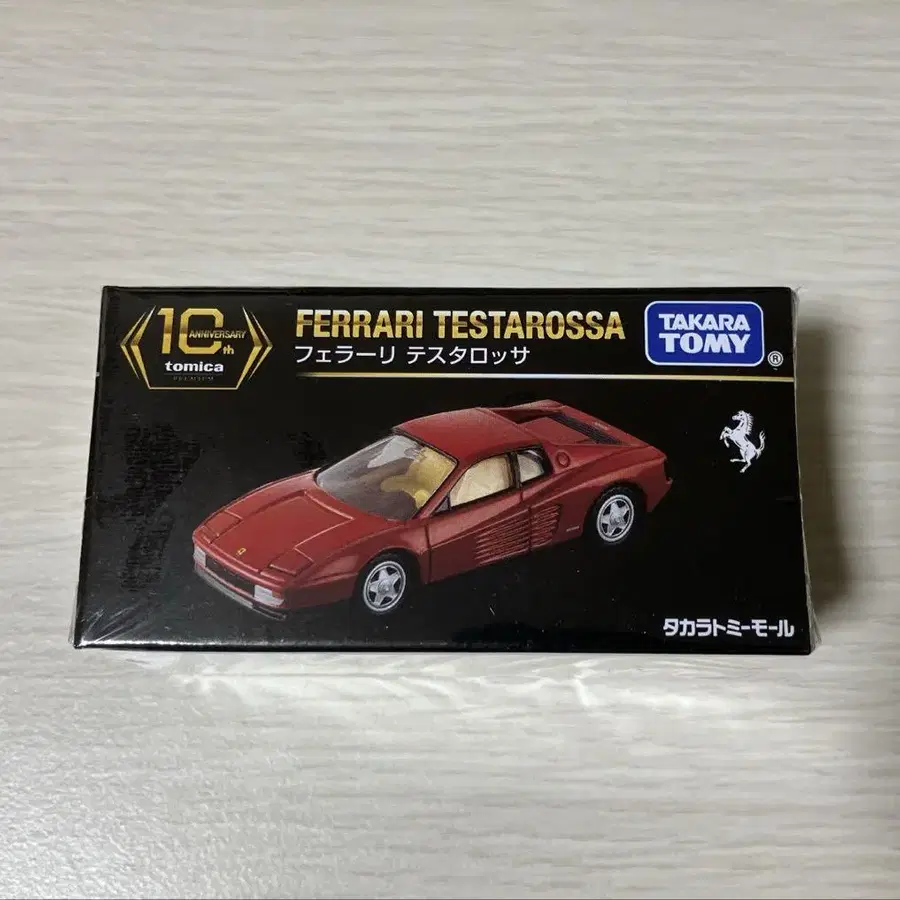 10th
ANNIVERSARY
tomica
PREMIUM
FERRARI TESTAROSSA
フェラーリ テスタロッサ
TAKARA
TOMY
®
タカラトミーモール